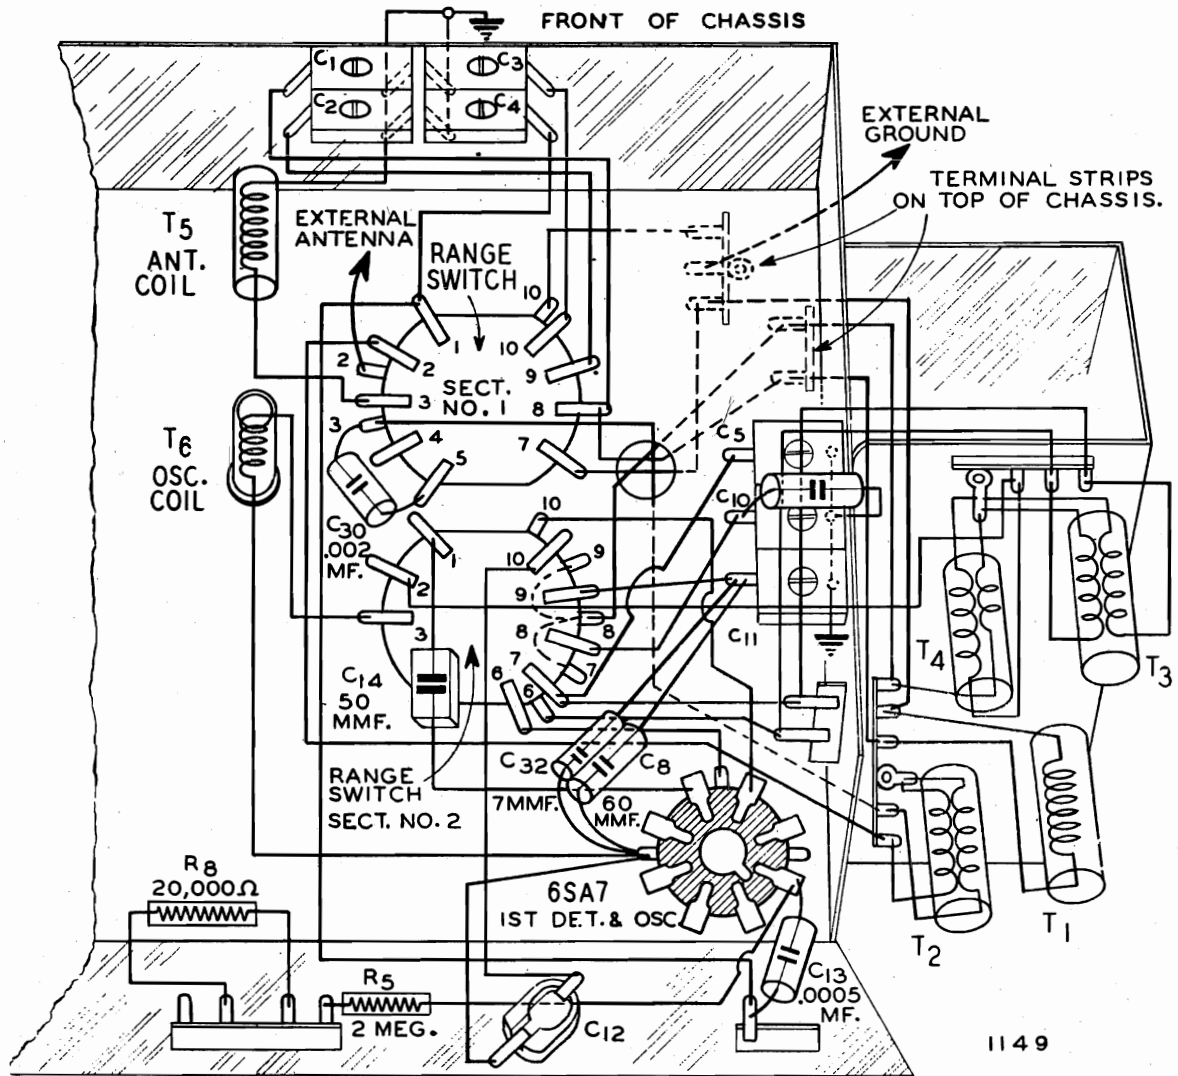 FRONT OF CHASSIS
C1
C3
C2
C4
EXTERNAL
GROUND
TERMINAL STRIPS
ON TOP OF CHASSIS.
T5
ANT.
COIL
EXTERNAL
ANTENNA
RANGE
SWITCH
10
1
10
2
2
9
SECT.
NO. 1
3
8
3
4
7
5
C5
T6
OSC.
COIL
C10
C30
.002
MF.
10
1
10
9
2
9
3
8
8
C11
7
7
6
6
C14
50
MMF.
T4
T3
RANGE
SWITCH
SECT. NO. 2
C32
7MMF.
C8
60
MMF.
R8
20,000Ω
6SA7
1ST DET. & OSC.
T2
T1
R5
2 MEG.
C12
C13
.0005
MF.
1149